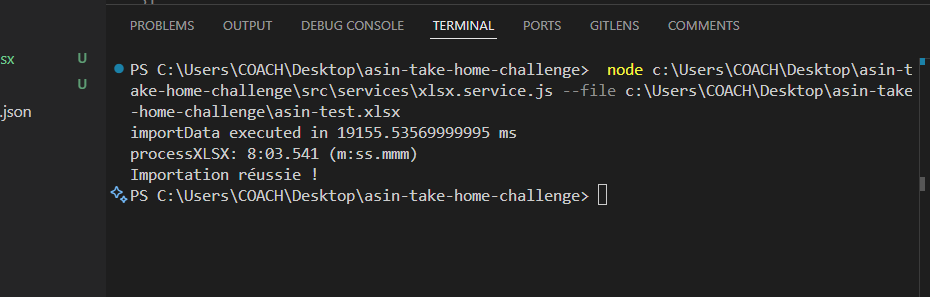 PROBLEMS OUTPUT DEBUG CONSOLE TERMINAL PORTS GITLENS COMMENTS
sx U
U
.json
PS C:\Users\COACH\Desktop\asin-take-home-challenge> node c:\Users\COACH\Desktop\asin-t
ake-home-challenge\src\services\xlsx.service.js --file c:\Users\COACH\Desktop\asin-take
-home-challenge\asin-test.xlsx
importData executed in 19155.53569999995 ms
processXLSX: 8:03.541 (m:ss.mmm)
Importation réussie !
PS C:\Users\COACH\Desktop\asin-take-home-challenge>